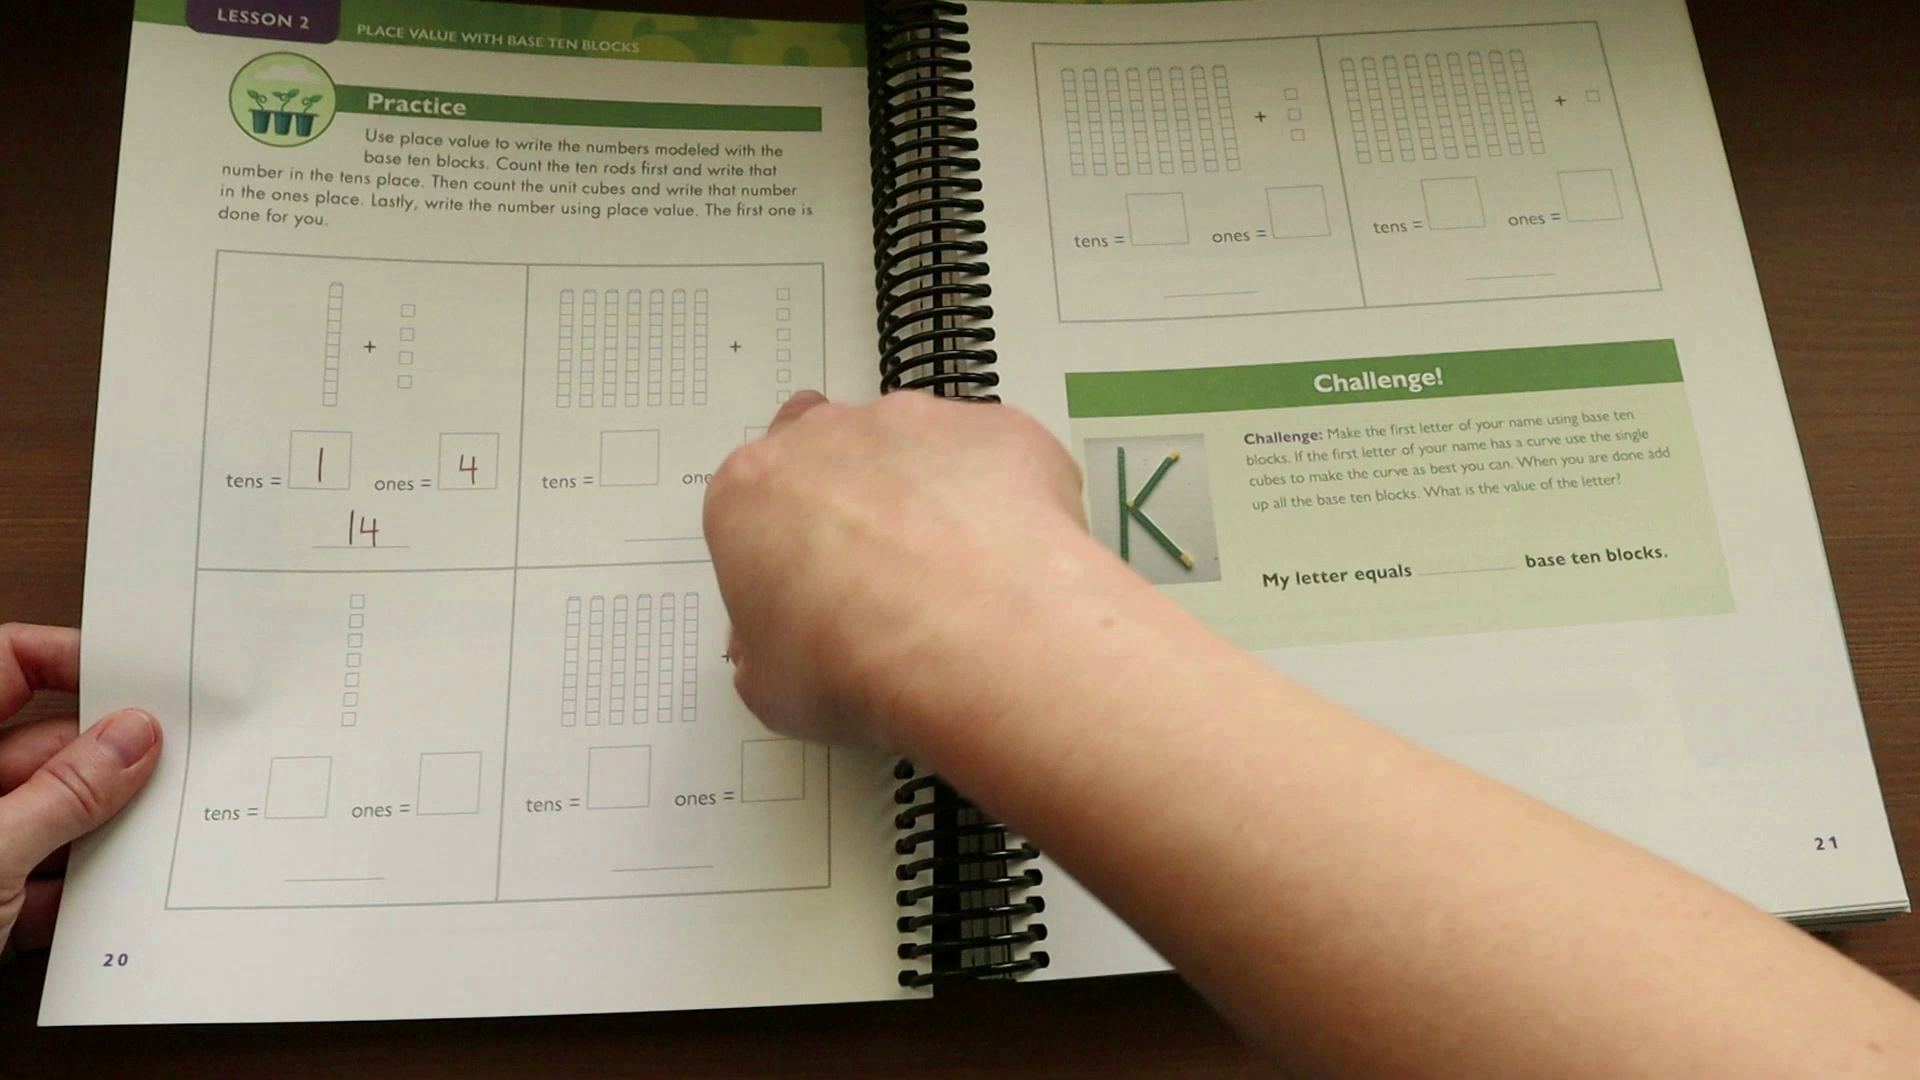 LESSON 2
PLACE VALUE WITH BASE TEN BLOCKS
Practice
Use place value to write the numbers modeled with the
base ten blocks. Count the ten rods first and write that
number in the tens place. Then count the unit cubes and write that number
in the ones place. Lastly, write the number using place value. The first one is
done for you.
+
+
tens = 1 ones = 4
14
tens =
tens = ones =
tens = ones =
20
+
+
tens = ones =
tens = ones =
Challenge!
Challenge: Make the first letter of your name using base ten
blocks. If the first letter of your name has a curve use the single
cubes to make the curve as best you can. When you are done add
up all the base ten blocks. What is the value of the letter?
K
My letter equals base ten blocks.
21